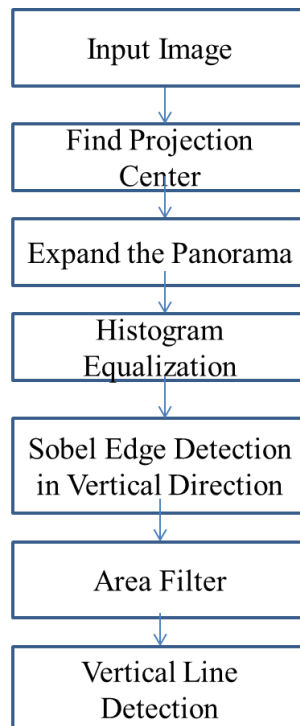 Input Image
Find Projection
Center
Expand the Panorama
Histogram
Equalization
Sobel Edge Detection
in Vertical Direction
Area Filter
Vertical Line
Detection